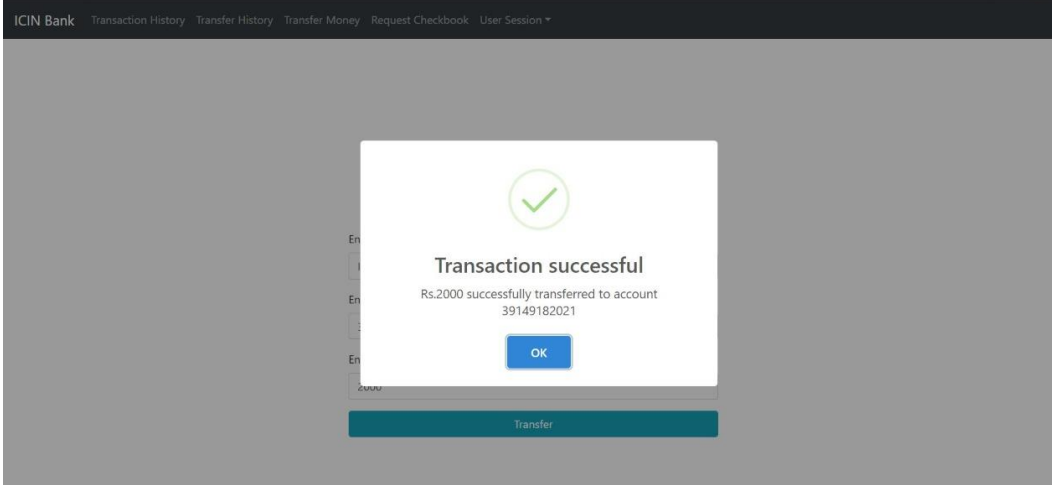 ICIN Bank Transaction History Transfer History Transfer Money Request Checkbook User Session
En
Transaction successful
Rs.2000 successfully transferred to account
39149182021
En
OK
En
2000
Transfer